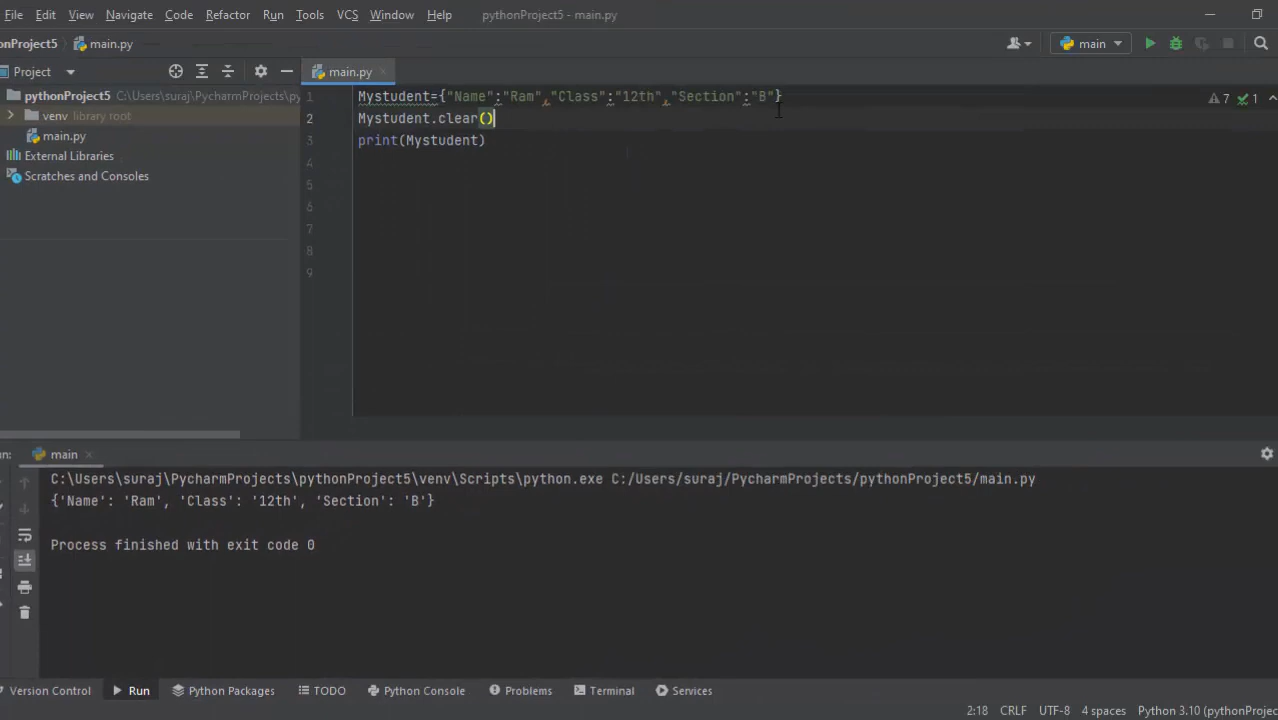 File Edit View Navigate Code Refactor Run Tools VCS Window Help pythonProject5 - main.py
onProject5 main.py main
Project main.py
pythonProject5 C:\Users\suraj\PycharmProjects\py
venv library root
main.py
External Libraries
Scratches and Consoles
1 Mystudent={"Name":"Ram","Class":"12th","Section":"B"} 7 1
2 Mystudent.clear()
3 print(Mystudent)
4
5
6
7
8
9
n: main
C:\Users\suraj\PycharmProjects\pythonProject5\venv\Scripts\python.exe C:/Users/suraj/PycharmProjects/pythonProject5/main.py
{'Name': 'Ram', 'Class': '12th', 'Section': 'B'}
Process finished with exit code 0
Version Control Run Python Packages TODO Python Console Problems Terminal Services
2:18 CRLF UTF-8 4 spaces Python 3.10 (pythonProjec